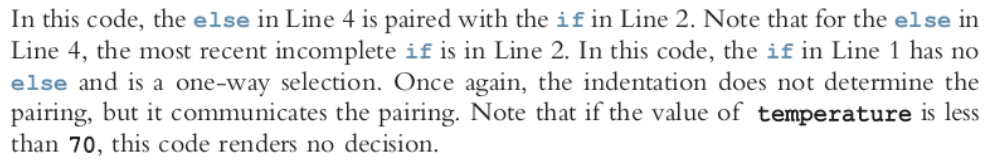 In this code, the else in Line 4 is paired with the if in Line 2. Note that for the else in
Line 4, the most recent incomplete if is in Line 2. In this code, the if in Line 1 has no
else and is a one-way selection. Once again, the indentation does not determine the
pairing, but it communicates the pairing. Note that if the value of temperature is less
than 70, this code renders no decision.